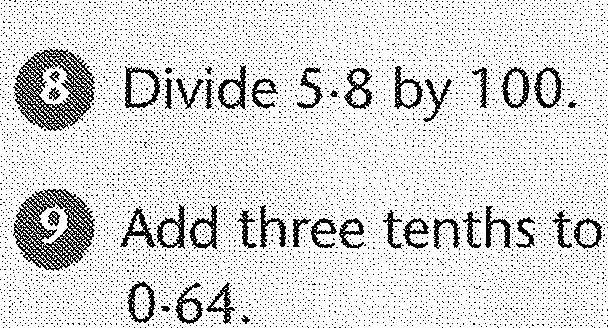 8 Divide 5·8 by 100.
9 Add three tenths to
0·64.